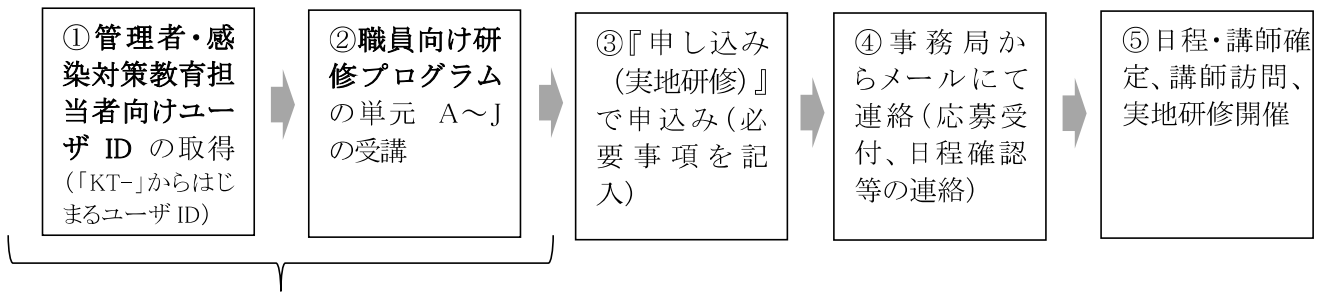 ①管理者・感
染対策教育担
当者向けユー
ザ ID の取得
（「KT-」からはじ
まるユーザ ID）
②職員向け研
修プログラム
の単元 A～J
の受講
③『申し込み
（実地研修）』
で申込み（必
要事項を記
入）
④事務局か
らメールにて
連絡（応募受
付、日程確認
等の連絡）
⑤日程・講師確
定、講師訪問、
実地研修開催